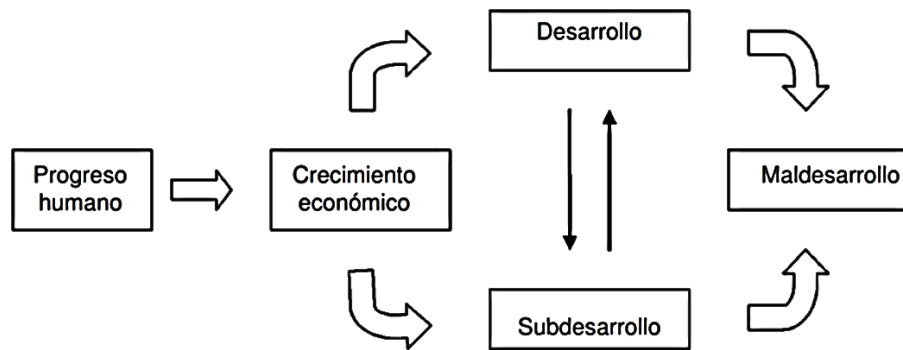 Desarrollo
Progreso
humano
Crecimiento
económico
Maldesarrollo
Subdesarrollo